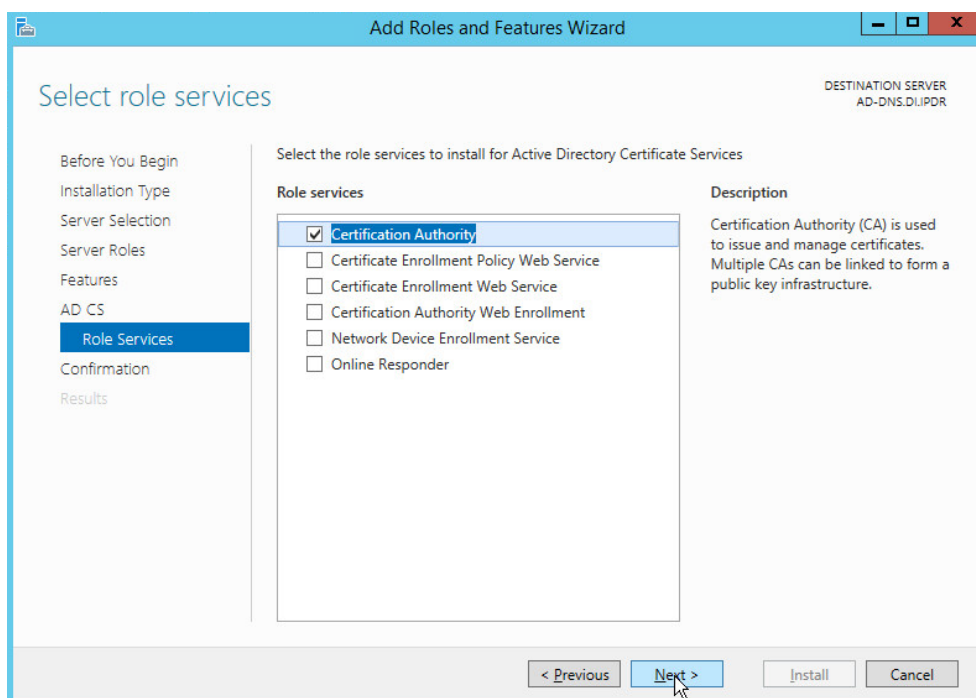 Add Roles and Features Wizard
Select role services
DESTINATION SERVER
AD-DNS.DI.IPDR
Before You Begin
Installation Type
Server Selection
Server Roles
Features
AD CS
Role Services
Confirmation
Results
Select the role services to install for Active Directory Certificate Services
Role services
Certification Authority
Certificate Enrollment Policy Web Service
Certificate Enrollment Web Service
Certification Authority Web Enrollment
Network Device Enrollment Service
Online Responder
Description
Certification Authority (CA) is used
to issue and manage certificates.
Multiple CAs can be linked to form a
public key infrastructure.
< Previous
Next >
Install
Cancel